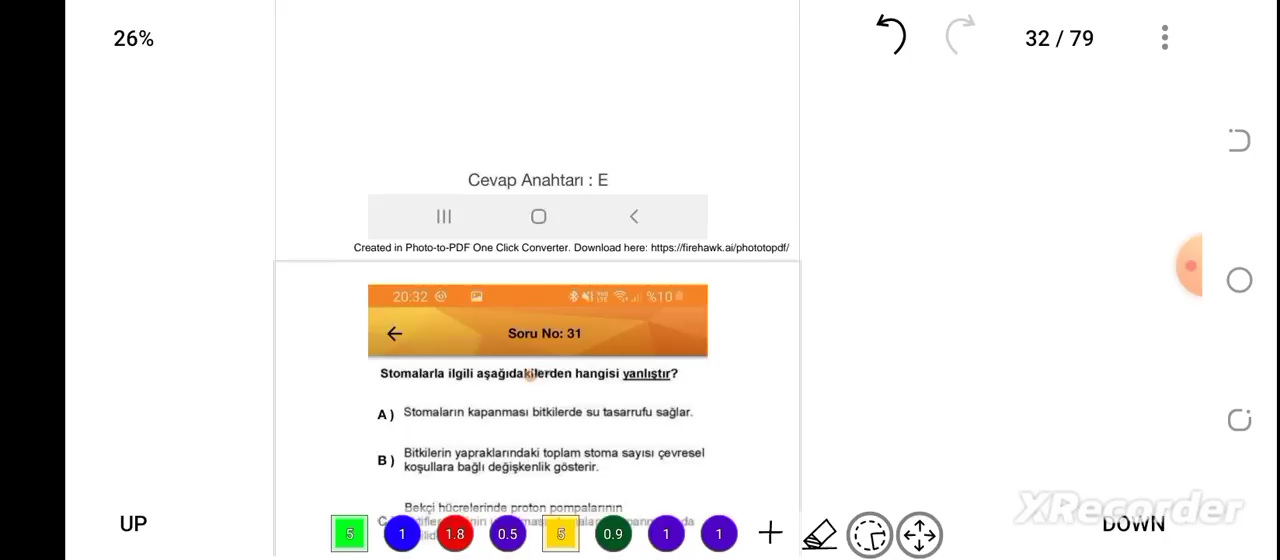 26%
32 / 79
Cevap Anahtarı : E
Created in Photo-to-PDF One Click Converter. Download here: https://firehawk.ai/phototopdf/
20:32 %10
Soru No: 31
Stomalarla ilgili aşağıdakilerden hangisi yanlıştır?
A) Stomaların kapanması bitkilerde su tasarrufu sağlar.
B) Bitkilerin yapraklarındaki toplam stoma sayısı çevresel
koşullara bağlı değişkenlik gösterir.
Bekçi hücrelerinde proton pompalarının
5 1 1.8 0.5 5 0.9 1 1
UP
DOWN
XRecorder